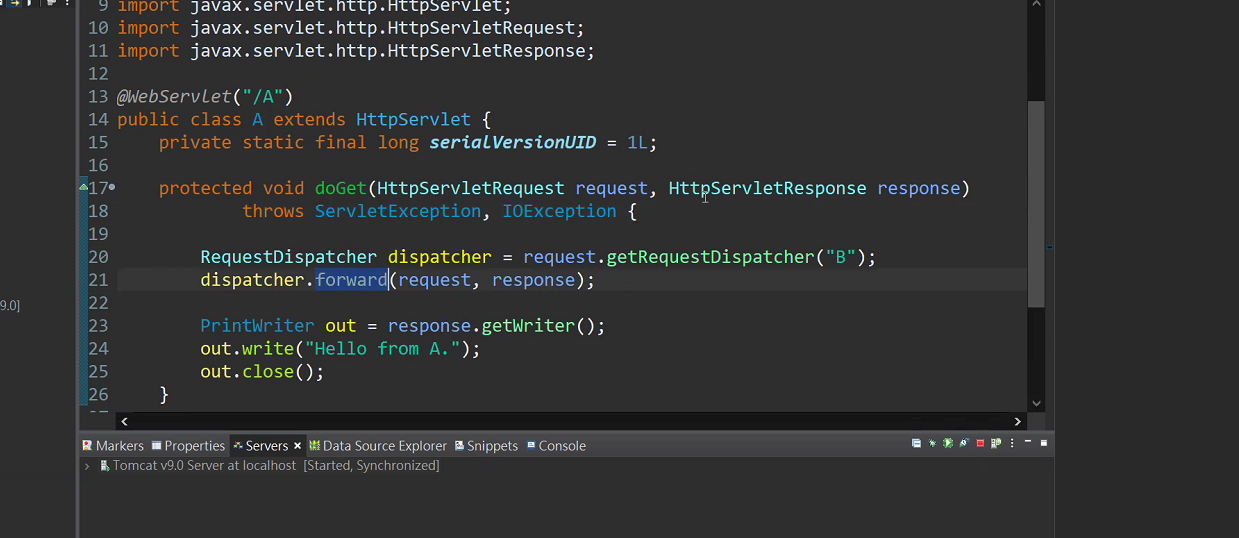 9 import javax.servlet.http.HttpServlet;
10 import javax.servlet.http.HttpServletRequest;
11 import javax.servlet.http.HttpServletResponse;
12
13 @WebServlet("/A")
14 public class A extends HttpServlet {
15 private static final long serialVersionUID = 1L;
16
17 protected void doGet(HttpServletRequest request, HttpServletResponse response)
18 throws ServletException, IOException {
19
20 RequestDispatcher dispatcher = request.getRequestDispatcher("B");
21 dispatcher.forward(request, response);
22
23 PrintWriter out = response.getWriter();
24 out.write("Hello from A.");
25 out.close();
26 }
9.0]
Markers Properties Servers × Data Source Explorer Snippets Console
Tomcat v9.0 Server at localhost [Started, Synchronized]